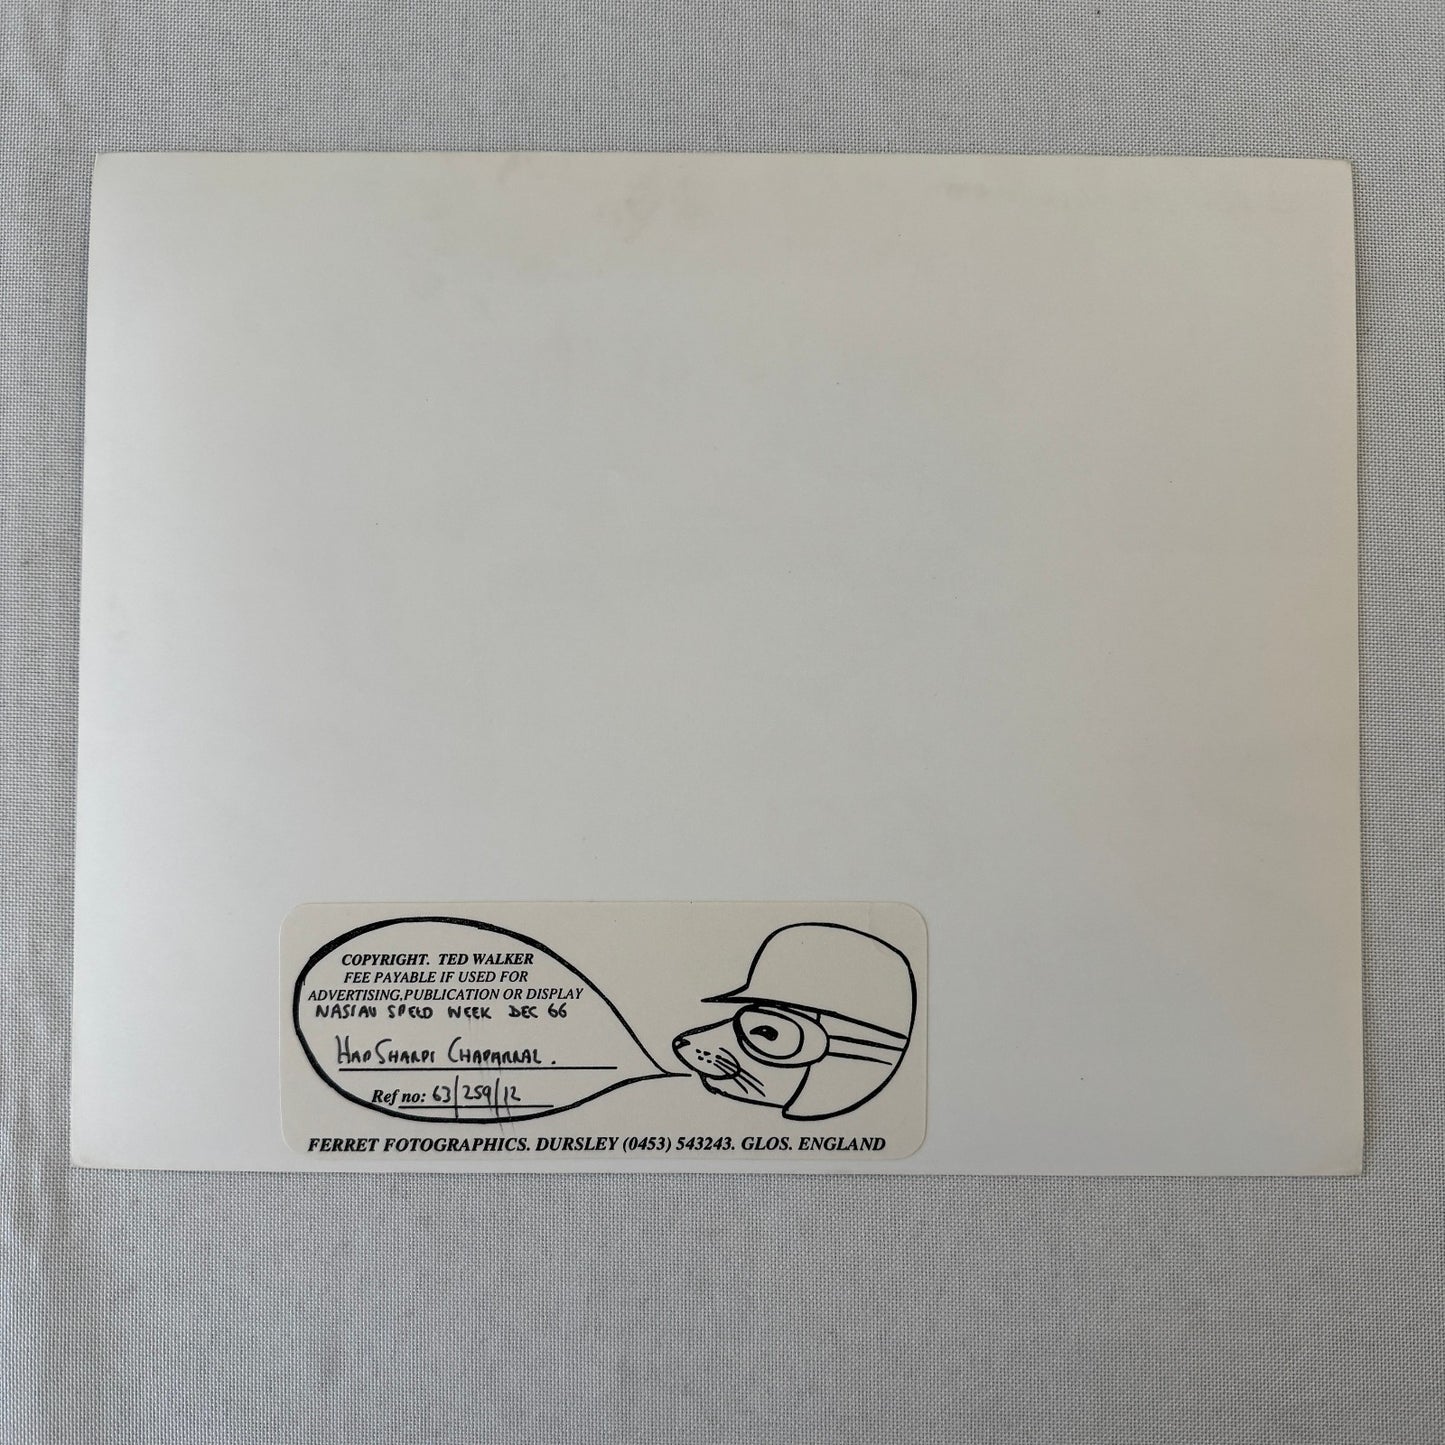 COPYRIGHT. TED WALKER
FEE PAYABLE IF USED FOR
ADVERTISING,PUBLICATION OR DISPLAY
NASSAU SPEED WEEK DEC 66
HAP SHARP CHAPARRAL.
Ref no: 63/259/12
FERRET FOTOGRAPHICS. DURSLEY (0453) 543243. GLOS. ENGLAND